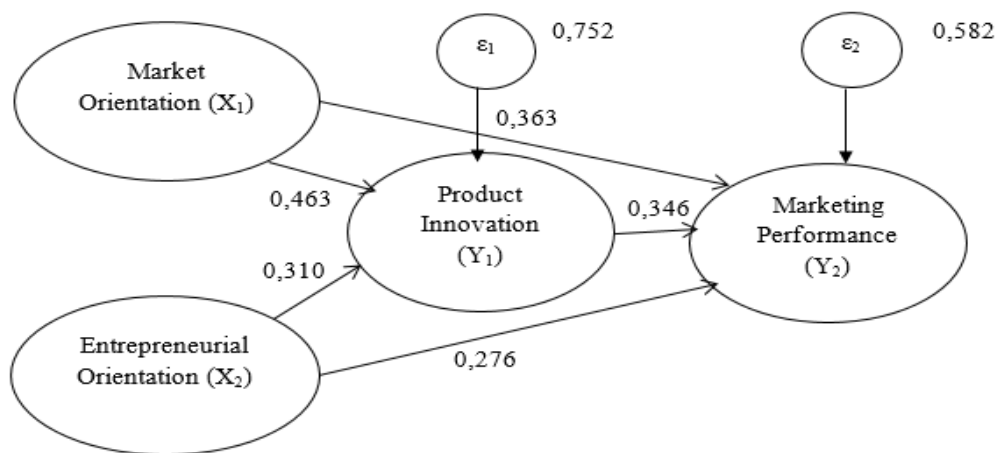 Market
Orientation (X₁)
ε₁
0,752
ε₂
0,582
0,363
0,463
Product
Innovation
(Y₁)
0,346
Marketing
Performance
(Y₂)
0,310
Entrepreneurial
Orientation (X₂)
0,276